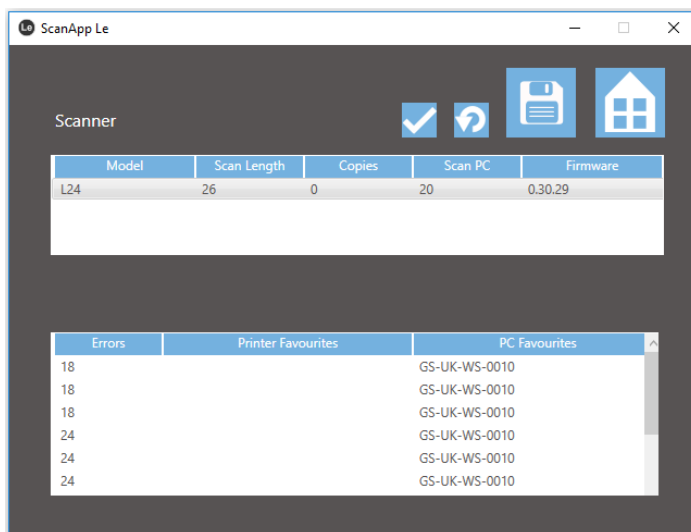 Le ScanApp Le
Scanner
Model Scan Length Copies Scan PC Firmware
L24 26 0 20 0.30.29
Errors Printer Favourites PC Favourites
18 GS-UK-WS-0010
18 GS-UK-WS-0010
18 GS-UK-WS-0010
24 GS-UK-WS-0010
24 GS-UK-WS-0010
24 GS-UK-WS-0010